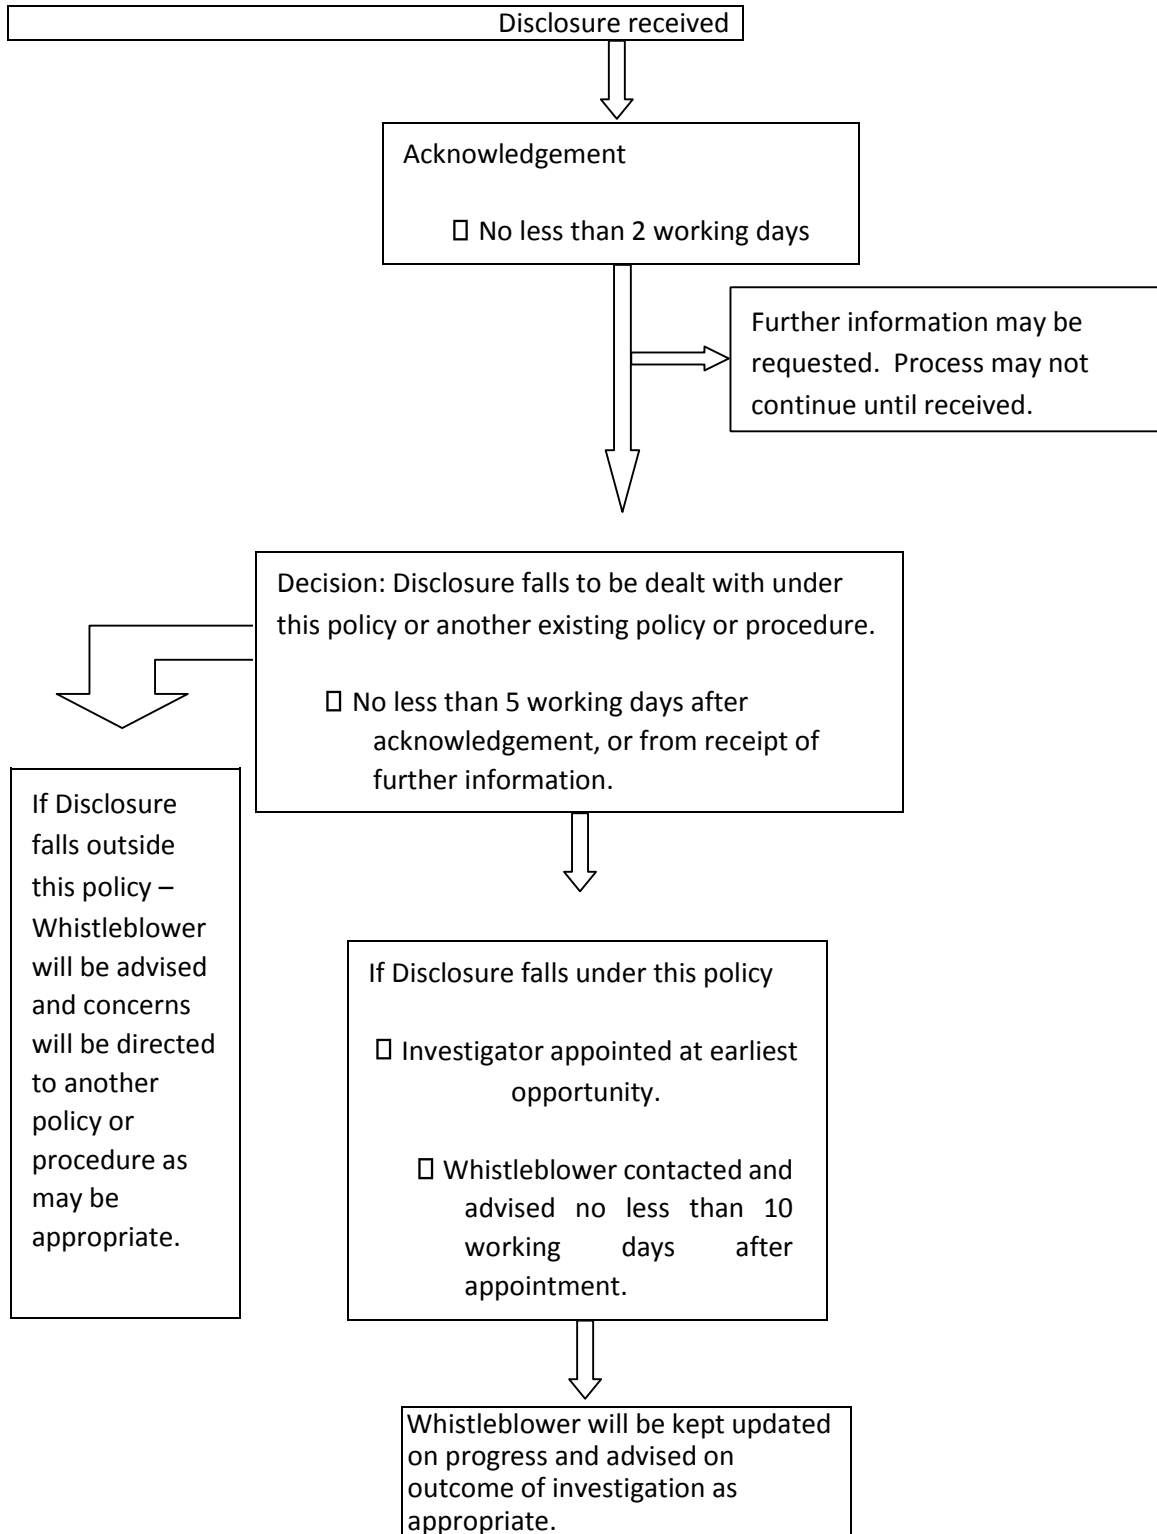 Disclosure received
Acknowledgement
No less than 2 working days
Further information may be
requested. Process may not
continue until received.
Decision: Disclosure falls to be dealt with under
this policy or another existing policy or procedure.
No less than 5 working days after
acknowledgement, or from receipt of
further information.
If Disclosure
falls outside
this policy –
Whistleblower
will be advised
and concerns
will be directed
to another
policy or
procedure as
may be
appropriate.
If Disclosure falls under this policy
Investigator appointed at earliest
opportunity.
Whistleblower contacted and
advised no less than 10
working days after
appointment.
Whistleblower will be kept updated
on progress and advised on
outcome of investigation as
appropriate.